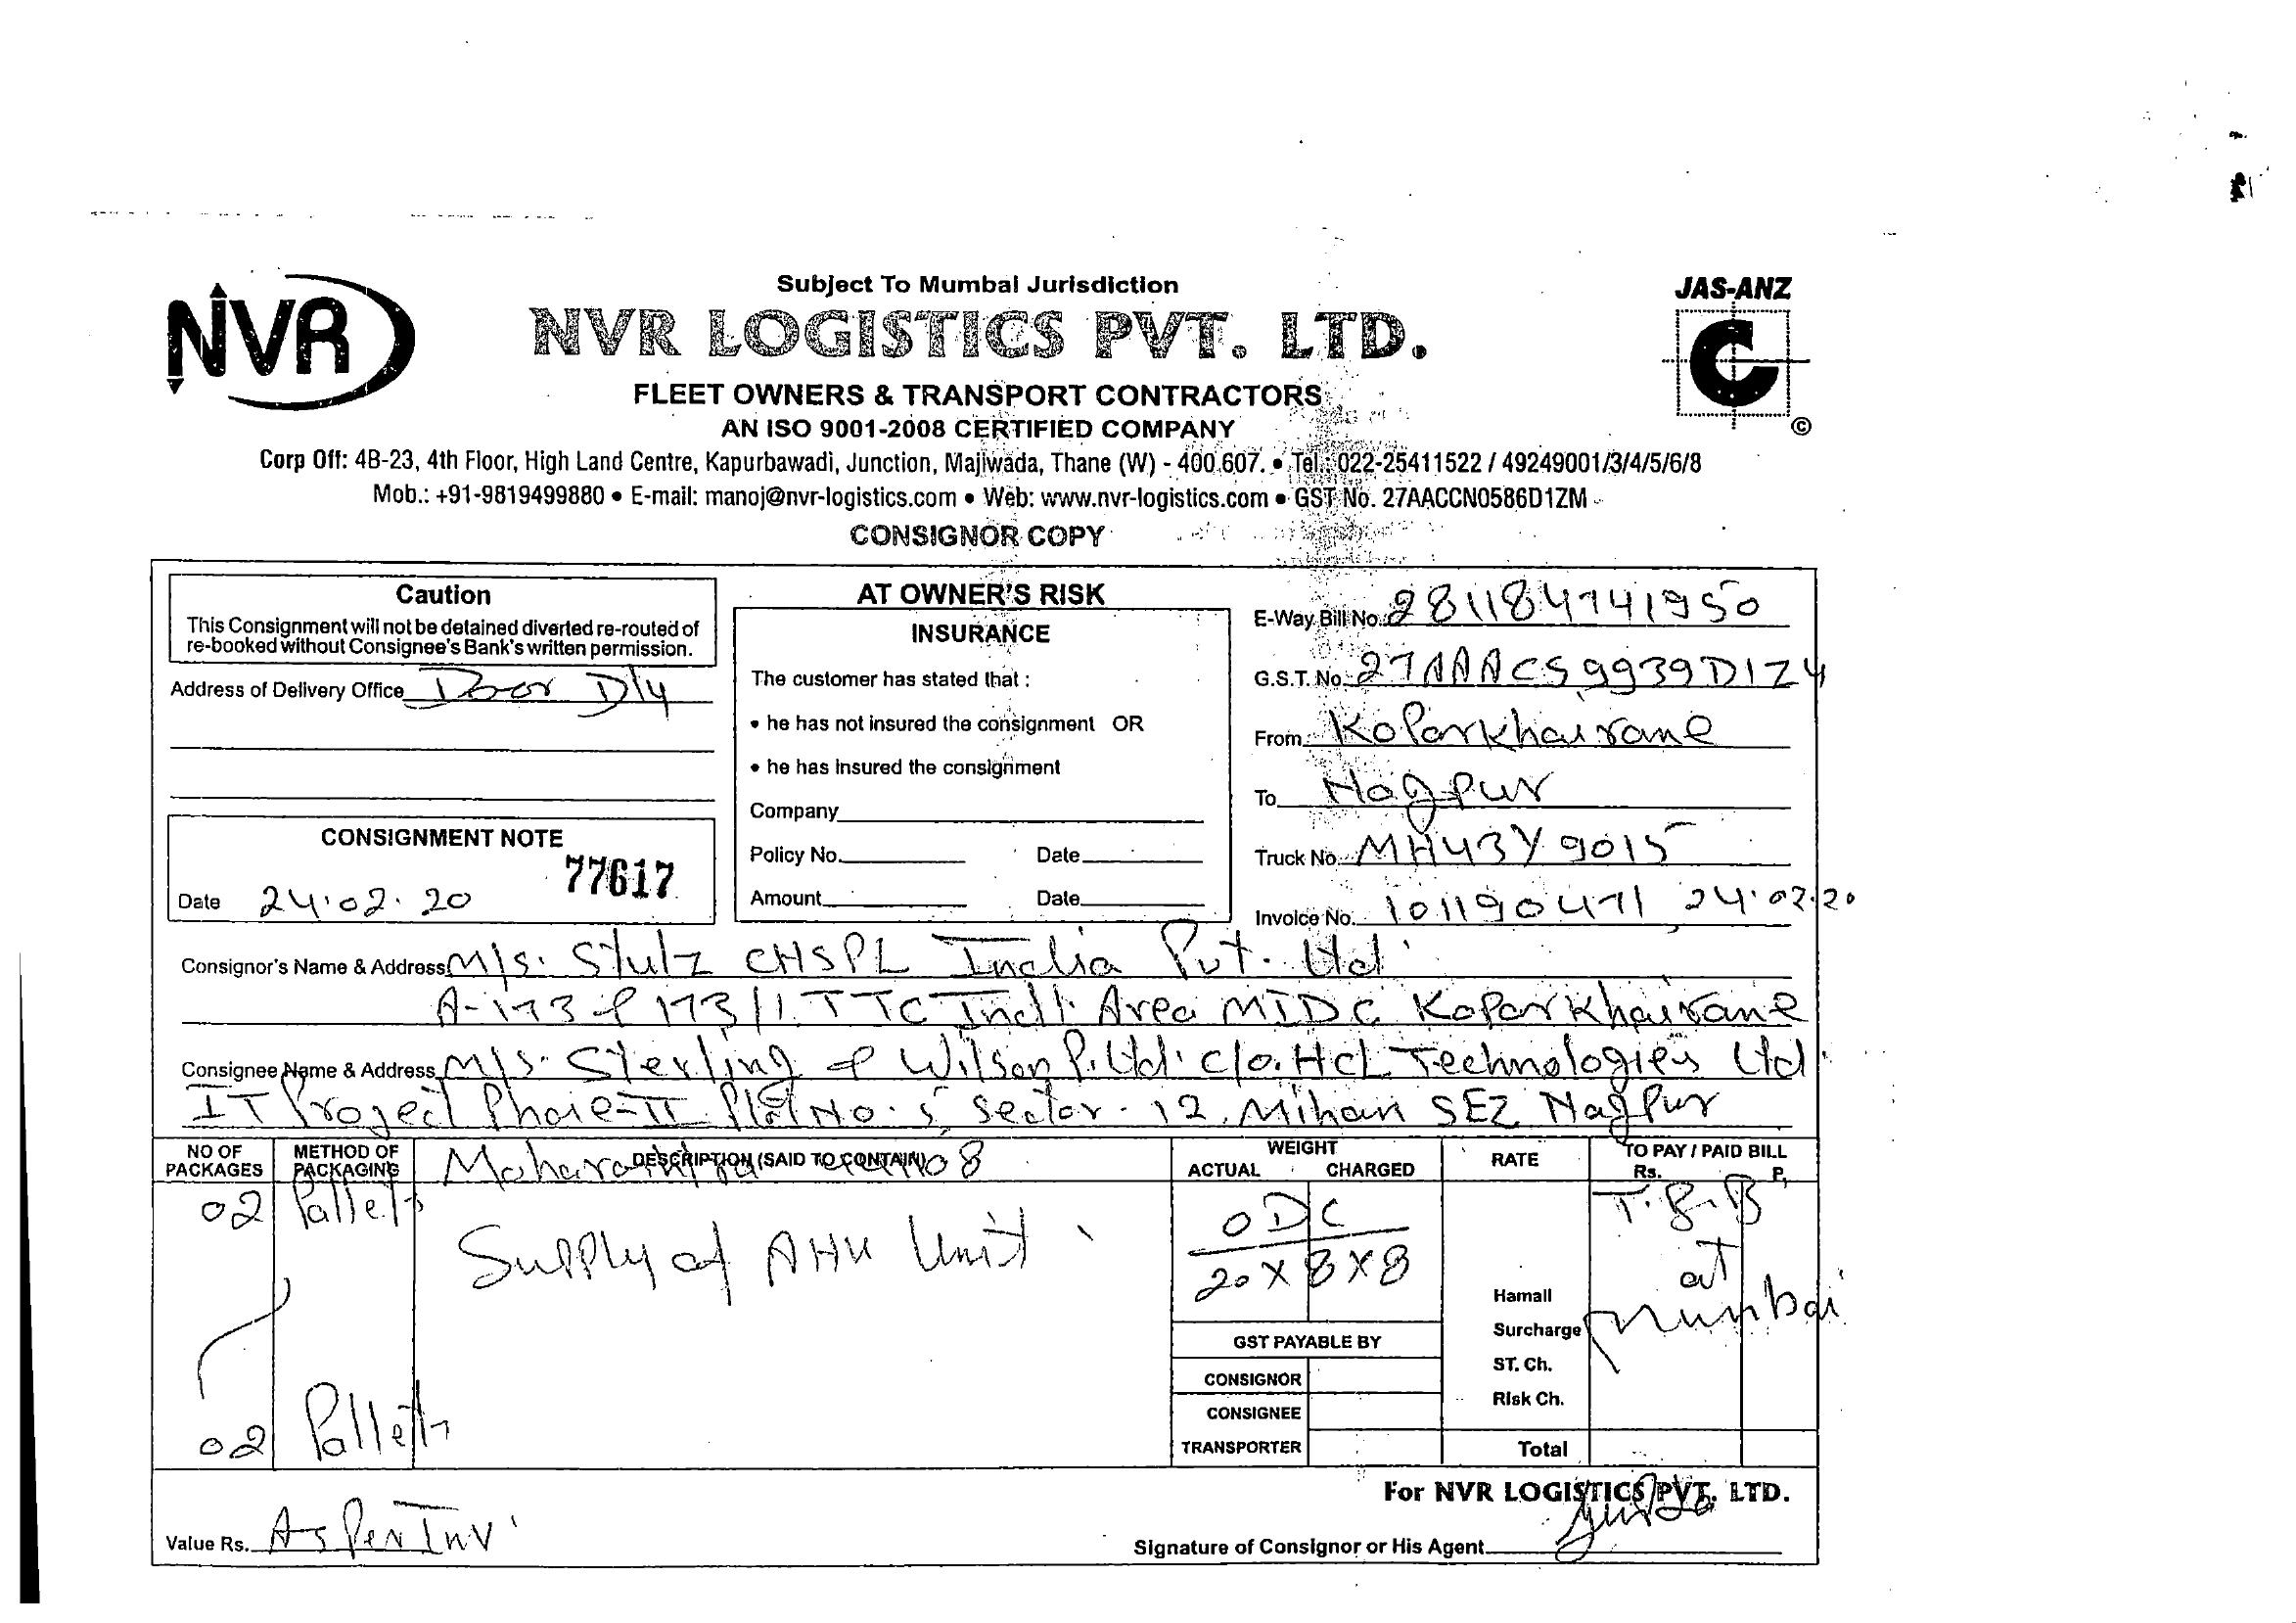 NVR
Subject To Mumbai Jurisdiction
NVR LOGISTICS PVT. LTD.
FLEET OWNERS & TRANSPORT CONTRACTORS
AN ISO 9001-2008 CERTIFIED COMPANY
JAS-ANZ
C
©
Corp Off: 4B-23, 4th Floor, High Land Centre, Kapurbawadi, Junction, Majiwada, Thane (W) - 400 607. • Tel.: 022-25411522 / 49249001/3/4/5/6/8
Mob.: +91-9819499880 • E-mail: manoj@nvr-logistics.com • Web: www.nvr-logistics.com • GST No. 27AACCN0586D1ZM
CONSIGNOR COPY
Caution
This Consignment will not be detained diverted re-routed of
re-booked without Consignee's Bank's written permission.
Address of Delivery Office Door Dly
CONSIGNMENT NOTE
77617
Date 24.02.20
AT OWNER'S RISK
INSURANCE
The customer has stated that :
• he has not insured the consignment OR
• he has insured the consignment
Company
Policy No. Date
Amount Date
E-Way Bill No. 281184741950
G.S.T. No. 27AAACS9939D1Z4
From Koparkhairane
To Nagpur
Truck No. MH43Y9015
Invoice No. 101190471 24.02.20
Consignor's Name & Address M/s. Stulz CHSPL India Pvt. Ltd.
A-173 & 173/1. TTC Indl. Area MIDC Koparkhairane
Consignee Name & Address M/s. Sterling & Wilson P. Ltd. C/o. HCL Technologies Ltd.
IT Project Phase-II Plot No. 5, Sector-12, Mihan SEZ Nagpur
NO OF PACKAGES METHOD OF PACKAGING DESCRIPTION (SAID TO CONTAIN) WEIGHT ACTUAL CHARGED RATE TO PAY / PAID BILL Rs. P.
Maharashtra
02 Pallets
Supply of AHU Unit
ODC
20 X 8 X 8
T.B.B
at
Mumbai
Hamali
Surcharge
ST. Ch.
Risk Ch.
GST PAYABLE BY
CONSIGNOR
CONSIGNEE
TRANSPORTER
02 Pallets
Total
For NVR LOGISTICS PVT. LTD.
Value Rs. As Per Inv.
Signature of Consignor or His Agent